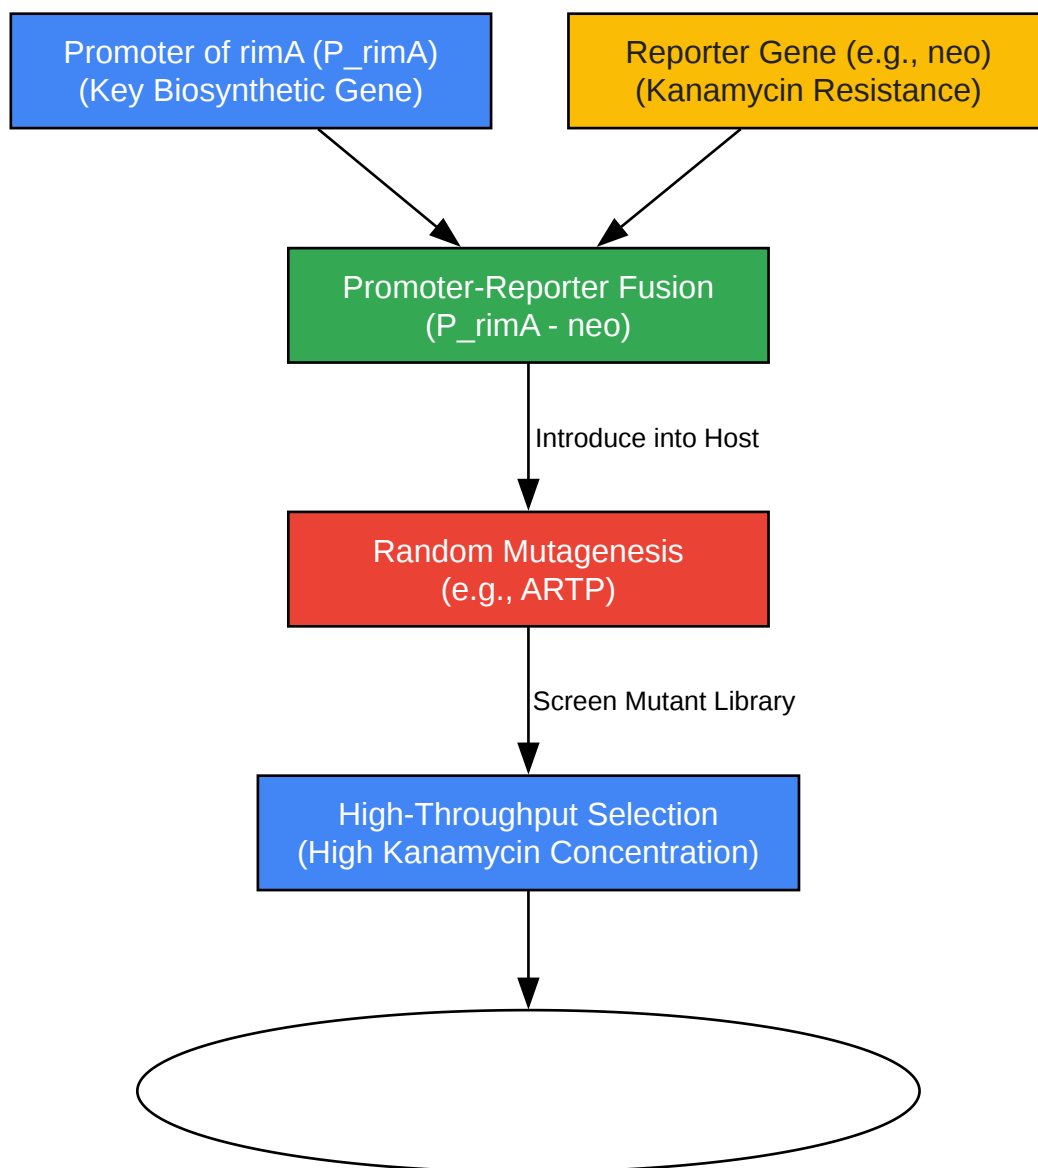 Promoter of rimA (P_rimA)
(Key Biosynthetic Gene)
Reporter Gene (e.g., neo)
(Kanamycin Resistance)
Promoter-Reporter Fusion
(P_rimA - neo)
Introduce into Host
Random Mutagenesis
(e.g., ARTP)
Screen Mutant Library
High-Throughput Selection
(High Kanamycin Concentration)